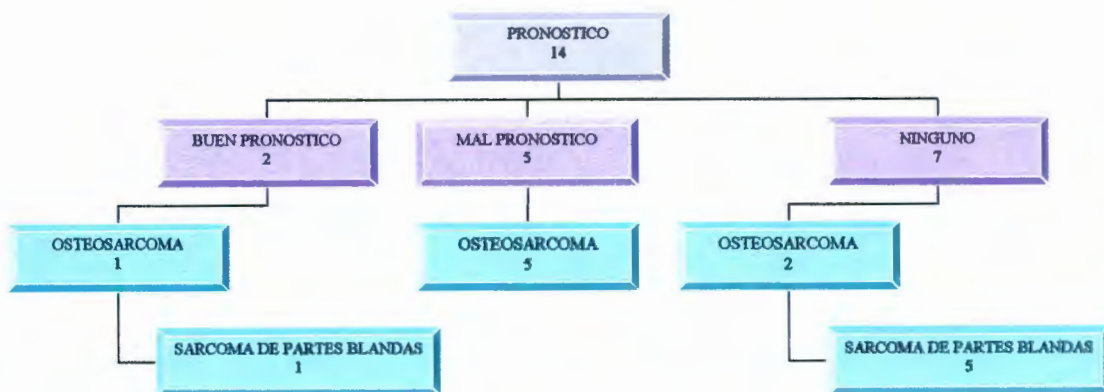 PRONOSTICO
14
BUEN PRONOSTICO
2
MAL PRONOSTICO
5
NINGUNO
7
OSTEOSARCOMA
1
OSTEOSARCOMA
5
OSTEOSARCOMA
2
SARCOMA DE PARTES BLANDAS
1
SARCOMA DE PARTES BLANDAS
5